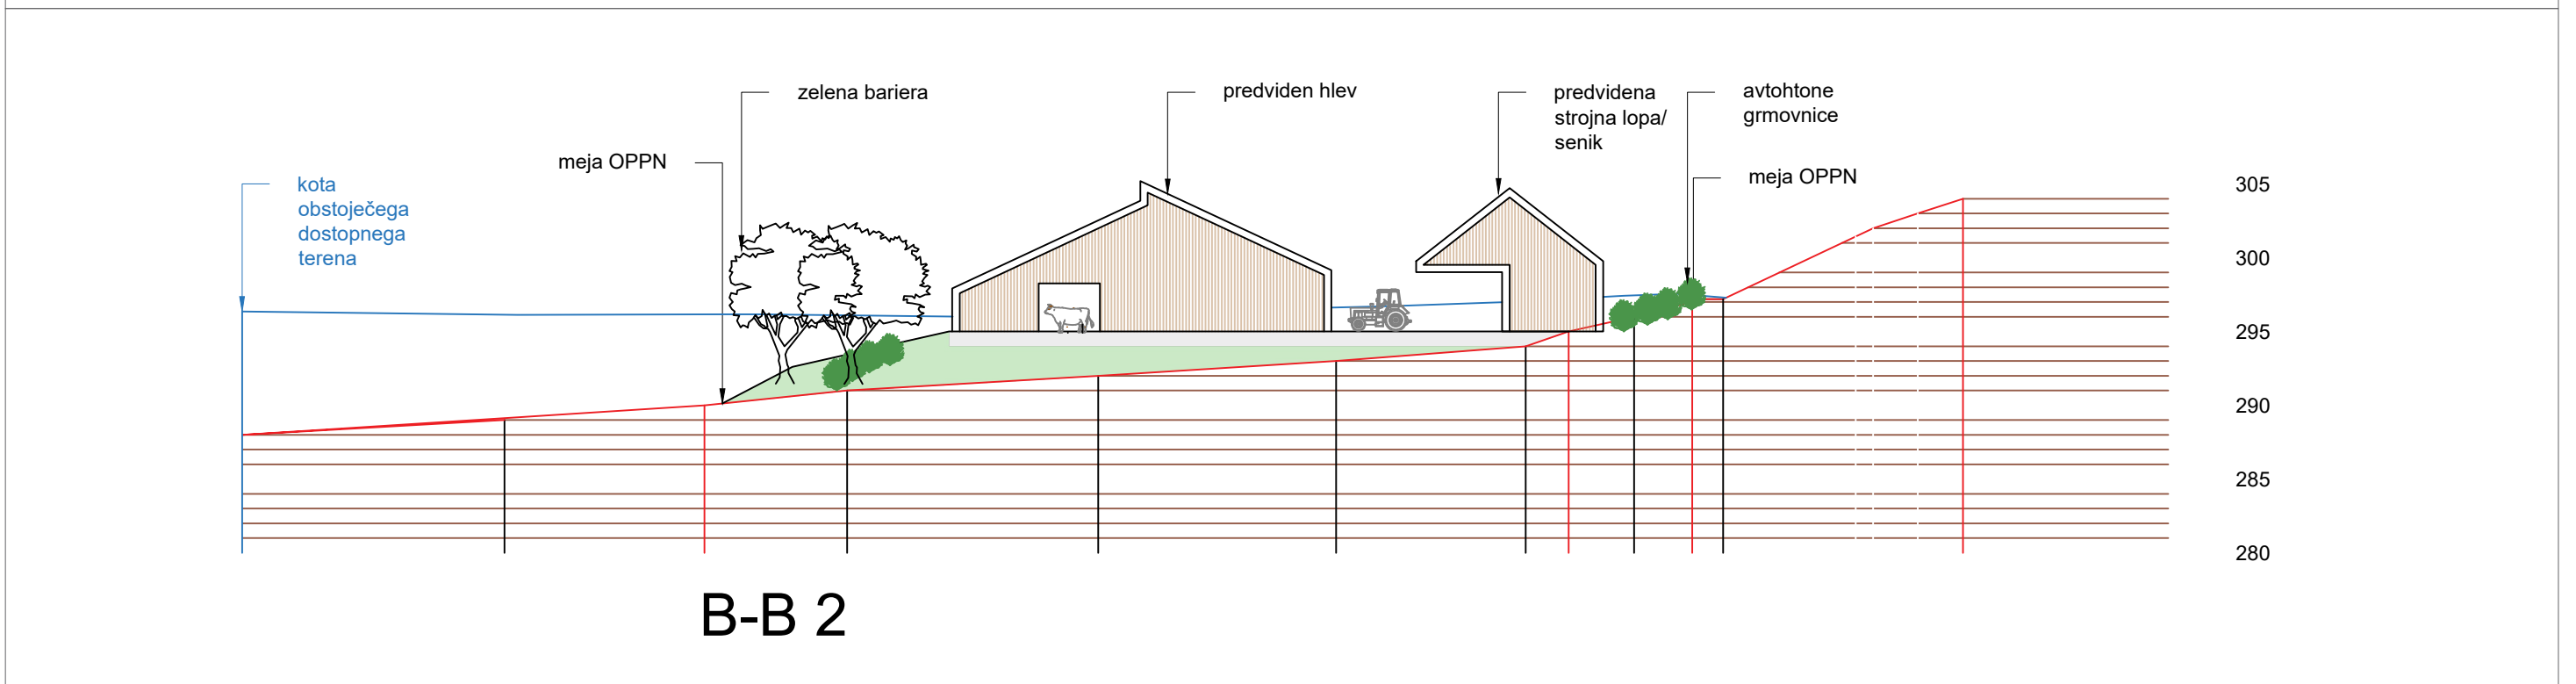 zelena bariera
predviden hlev
predvidena
strojna lopa/
senik
avtohtone
grmovnice
meja OPPN
meja OPPN
kota
obstoječega
dostopnega
terena
305
300
295
290
285
280
B-B 2